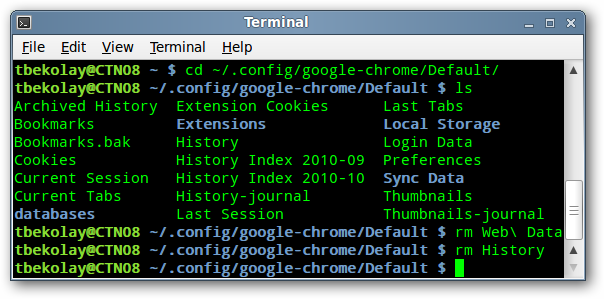 Terminal
File Edit View Terminal Help
tbekolay@CTN08 ~ $ cd ~/.config/google-chrome/Default/
tbekolay@CTN08 ~/.config/google-chrome/Default $ ls
Archived History  Extension Cookies      Last Tabs
Bookmarks         Extensions             Local Storage
Bookmarks.bak     History                Login Data
Cookies           History Index 2010-09  Preferences
Current Session   History Index 2010-10  Sync Data
Current Tabs      History-journal        Thumbnails
databases         Last Session           Thumbnails-journal
tbekolay@CTN08 ~/.config/google-chrome/Default $ rm Web\ Data
tbekolay@CTN08 ~/.config/google-chrome/Default $ rm History
tbekolay@CTN08 ~/.config/google-chrome/Default $